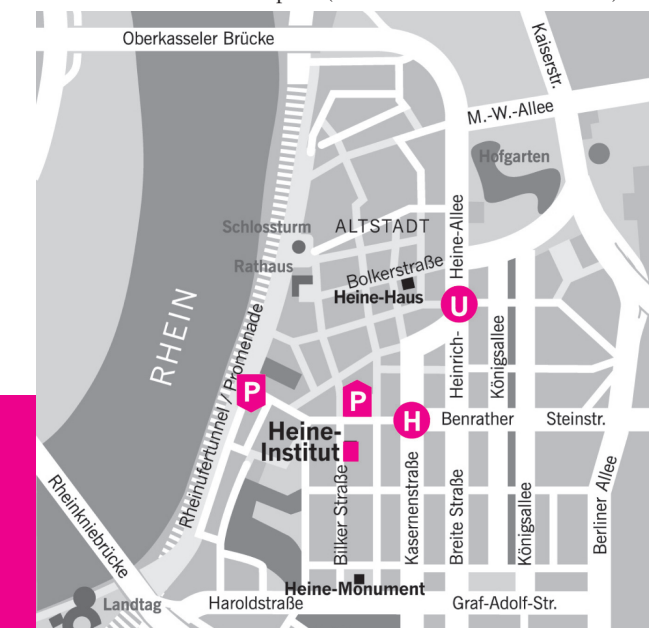 Oberkasseler Brücke
Kaiserstr.
M.-W.-Allee
Hofgarten
Schlossturm
ALTSTADT
Rathaus
Bolkerstraße
Heine-Haus
Heinrich-Heine-Allee
U
RHEIN
Rheinufertunnel / Promenade
Königsallee
P
P
H
Benrather
Steinstr.
Heine-
Institut
Bilker Straße
Kasernenstraße
Breite Straße
Königsallee
Berliner Allee
Rheinkniebrücke
Heine-Monument
Landtag
Haroldstraße
Graf-Adolf-Str.